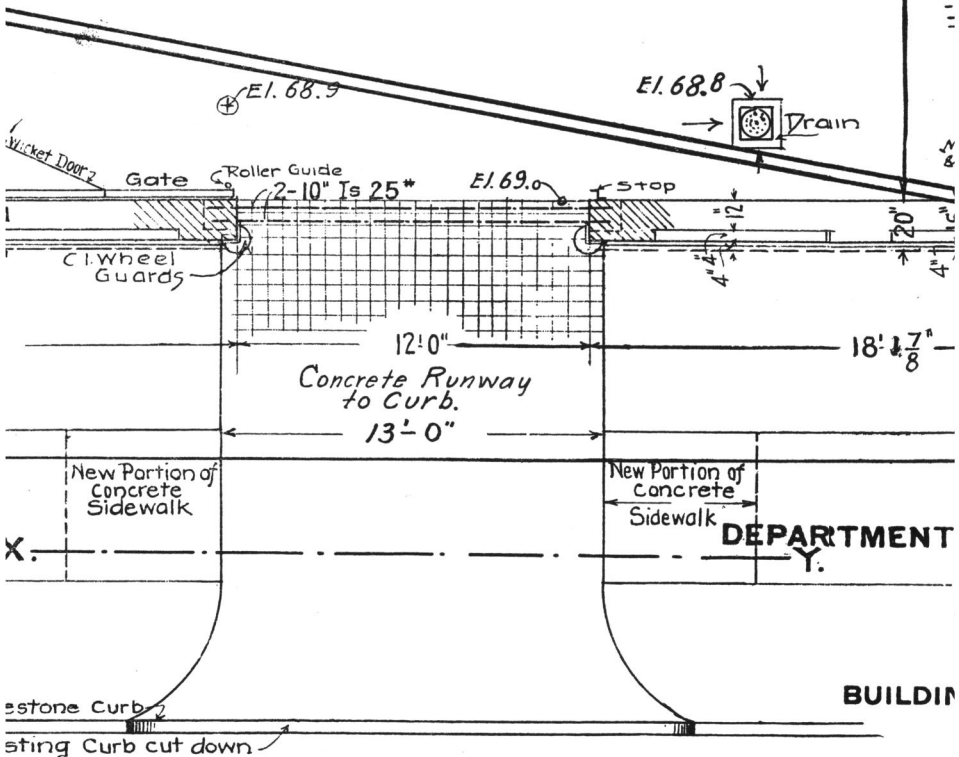 El. 68.9
El. 68.8
Drain
Wicket Door
Gate
Roller Guide
2-10" Is 25#
El. 69.0
Stop
12"
20"
4"
4"
4"
C.I. Wheel
Guards
12'0"
18' 1 7/8"
Concrete Runway
to Curb.
13'-0"
New Portion of
Concrete
Sidewalk
New Portion of
Concrete
Sidewalk
X.
Y.
DEPARTMENT
BUILDIN
estone Curb
sting Curb cut down